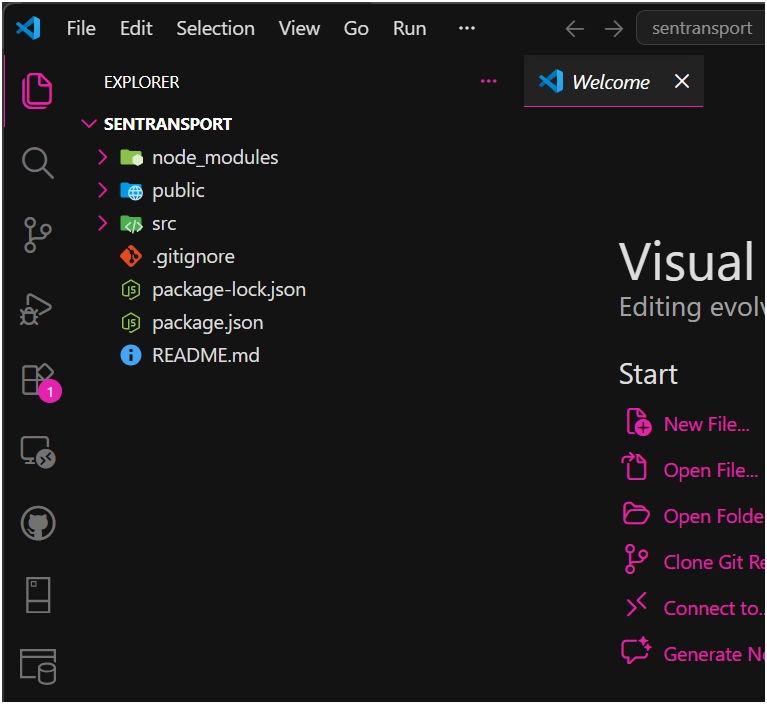 File Edit Selection View Go Run ··· ← → sentransport
EXPLORER ···
Welcome ×
SENTRANSPORT
node_modules
public
src
.gitignore
package-lock.json
package.json
README.md
1
Visual
Editing evolv
Start
New File...
Open File...
Open Folde
Clone Git Re
Connect to..
Generate Ne